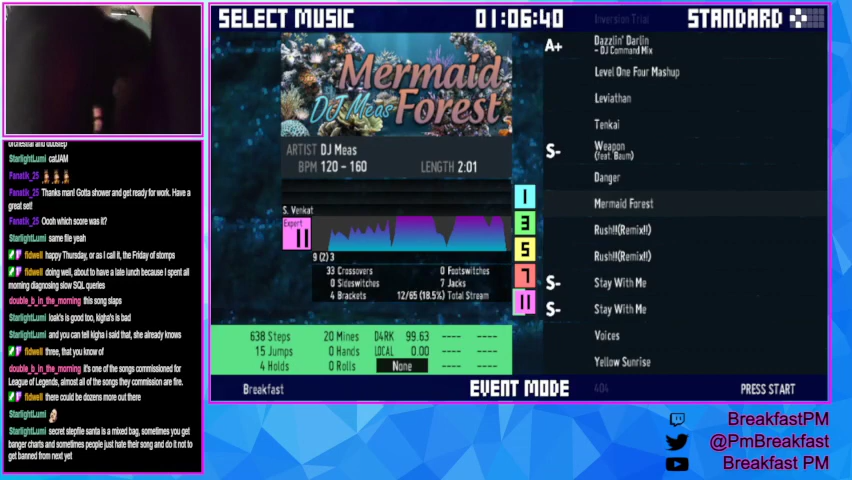 SELECT MUSIC
01:06:40
STANDARD
Inversion Trial
A+
Dazzlin' Darlin
- DJ Command Mix
Level One Four Mashup
Leviathan
Tenkai
S-
Weapon
(feat. Baum)
Danger
Mermaid Forest
Rush!!(Remix!!)
Rush!!(Remix!!)
S-
Stay With Me
S-
Stay With Me
Voices
Yellow Sunrise
404
Mermaid
DJ Meas
Forest
ARTIST DJ Meas
BPM 120 - 160
LENGTH 2:01
S. Venkat
Expert
11
1
3
5
7
11
9 (2) 3
33 Crossovers
0 Footswitches
0 Sideswitches
7 Jacks
4 Brackets
12/65 (18.5%) Total Stream
638 Steps
20 Mines
D4RK 99.63
---- ----
15 Jumps
0 Hands
LOCAL 0.00
---- ----
4 Holds
0 Rolls
None
---- ----
Breakfast
EVENT MODE
PRESS START
orchestral and dubstep
StarlightLumi catJAM
Fanatik_25
Fanatik_25 Thanks man! Gotta shower and get ready for work. Have a
great set!
Fanatik_25 Oooh which score was it?
StarlightLumi same file yeah
fidwell happy Thursday, or as I call it, the Friday of stomps
fidwell doing well, about to have a late lunch because I spent all
morning diagnosing slow SQL queries
double_b_in_the_morning this song slaps
StarlightLumi loak's is good too, kigha's is bad
StarlightLumi and you can tell kigha I said that, she already knows
fidwell three, that you know of
double_b_in_the_morning It's one of the songs commissioned for
League of Legends, almost all of the songs they commission are fire.
fidwell there could be dozens more out there
StarlightLumi
StarlightLumi secret stepfile santa is a mixed bag, sometimes you get
banger charts and sometimes people just hate their song and do it not to
get banned from next yet
BreakfastPM
@PmBreakfast
Breakfast PM